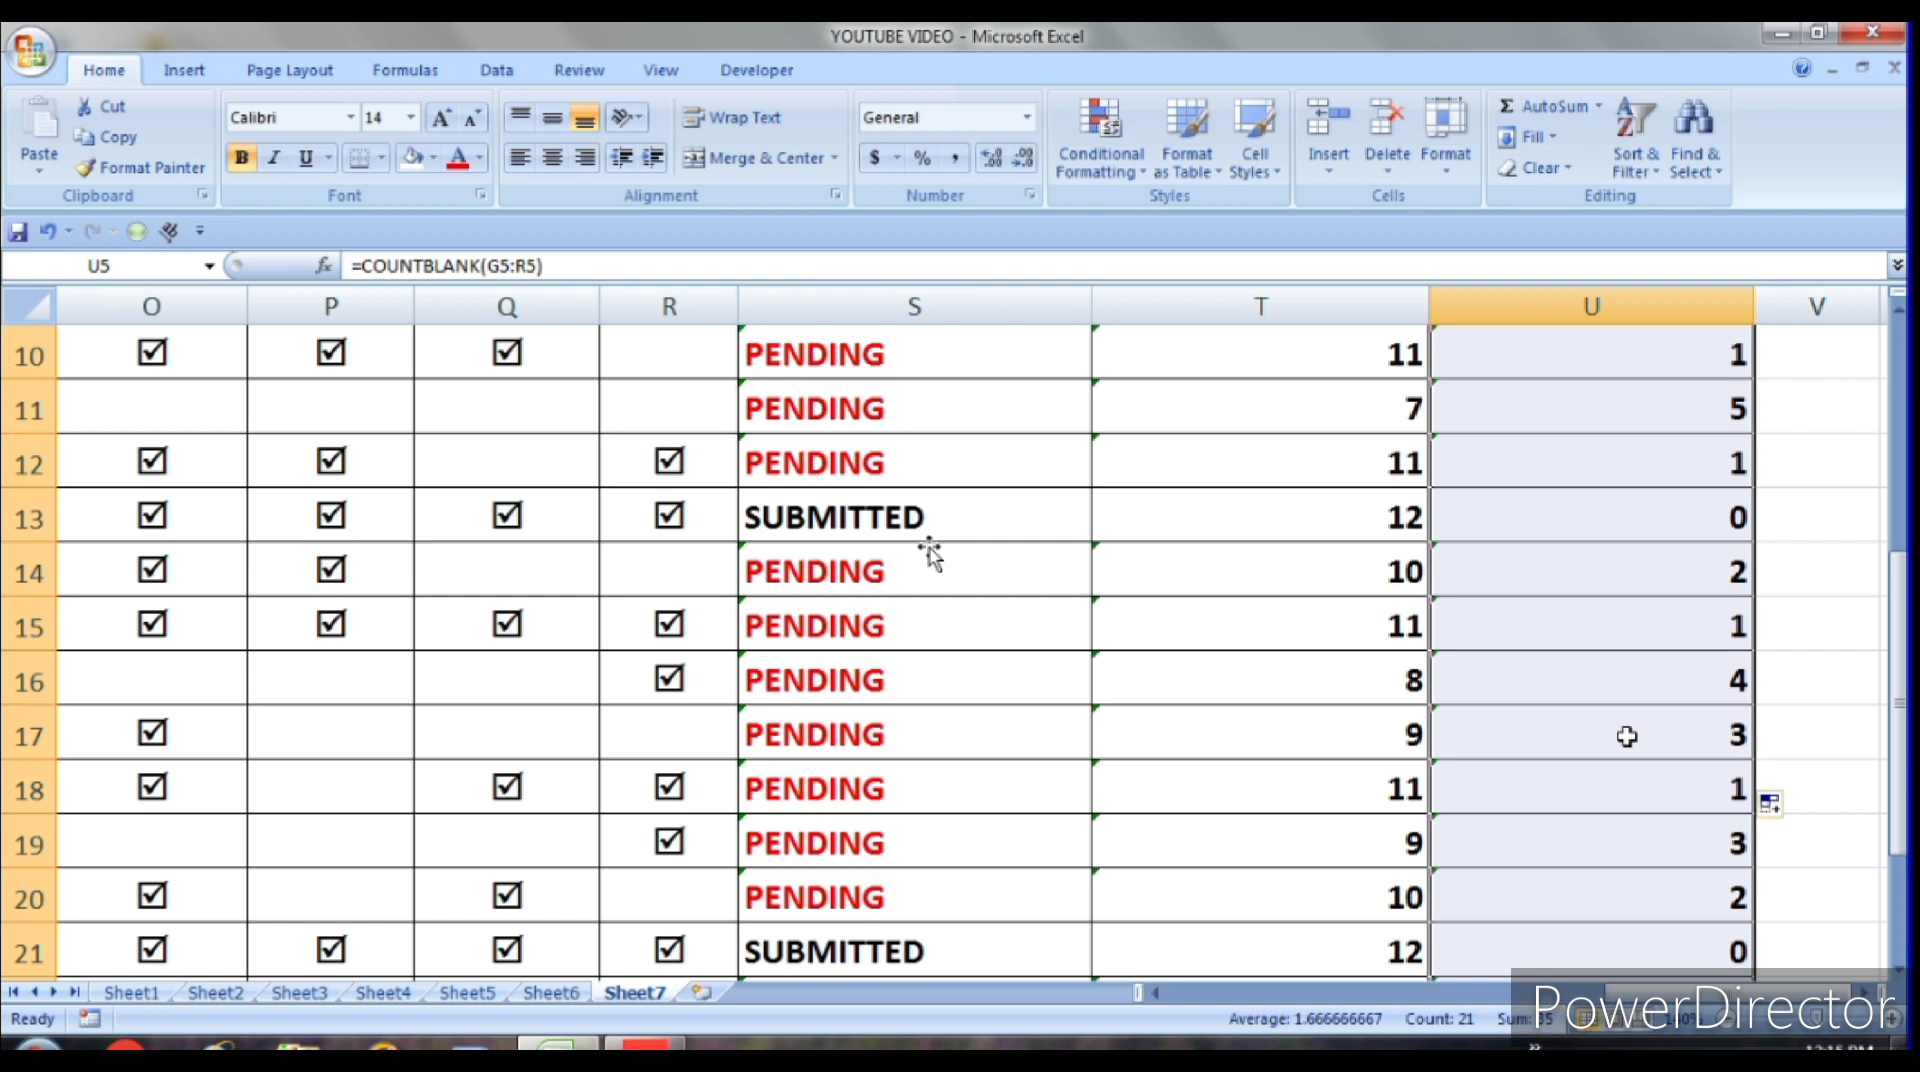 YOUTUBE VIDEO - Microsoft Excel
Home Insert Page Layout Formulas Data Review View Developer
Paste Cut Copy Format Painter Clipboard
Calibri 14 A A B I U A Font
Wrap Text Merge & Center Alignment
General $ % , .0 .00 .00 .0 Number
Conditional Formatting Format as Table Cell Styles Styles
Insert Delete Format Cells
Σ AutoSum Fill Clear Sort & Filter Find & Select Editing
U5 fx =COUNTBLANK(G5:R5)
O P Q R S T U V
10 ☑ ☑ ☑ PENDING 11 1
11 PENDING 7 5
12 ☑ ☑ ☑ PENDING 11 1
13 ☑ ☑ ☑ ☑ SUBMITTED 12 0
14 ☑ ☑ PENDING 10 2
15 ☑ ☑ ☑ ☑ PENDING 11 1
16 ☑ PENDING 8 4
17 ☑ PENDING 9 3
18 ☑ ☑ ☑ PENDING 11 1
19 ☑ PENDING 9 3
20 ☑ ☑ PENDING 10 2
21 ☑ ☑ ☑ ☑ SUBMITTED 12 0
Sheet1 Sheet2 Sheet3 Sheet4 Sheet5 Sheet6 Sheet7
Ready Average: 1.666666667 Count: 21 Sum: 35
PowerDirector